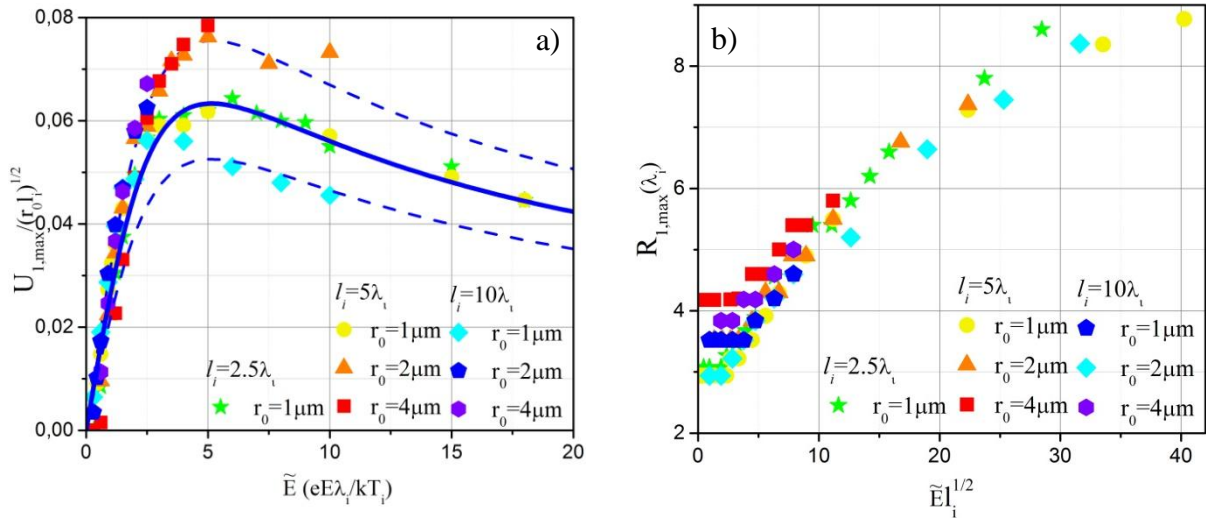 a)
U1,max/(r0li)1/2
0,08
0,06
0,04
0,02
0,00
0 5 10 15 20
Ẽ (eEλi/kTi)
li=2.5λι
r0=1μm
li=5λι
r0=1μm
r0=2μm
r0=4μm
li=10λι
r0=1μm
r0=2μm
r0=4μm
b)
R1,max(λi)
8
6
4
2
0 10 20 30 40
Ẽli1/2
li=2.5λι
r0=1μm
li=5λι
r0=1μm
r0=2μm
r0=4μm
li=10λι
r0=1μm
r0=2μm
r0=4μm